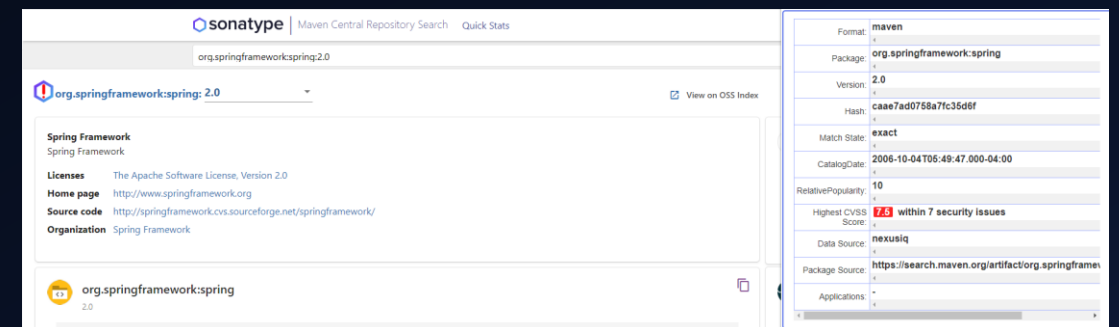 sonatype Maven Central Repository Search Quick Stats
org.springframework:spring:2.0
org.springframework:spring: 2.0
View on OSS Index
Spring Framework
Spring Framework
Licenses The Apache Software License, Version 2.0
Home page http://www.springframework.org
Source code http://springframework.cvs.sourceforge.net/springframework/
Organization Spring Framework
org.springframework:spring
2.0
Format: maven
Package: org.springframework:spring
Version: 2.0
Hash: caae7ad0758a7fc35d6f
Match State: exact
CatalogDate: 2006-10-04T05:49:47.000-04:00
RelativePopularity: 10
Highest CVSS 7.5 within 7 security issues
Score:
Data Source: nexusiq
Package Source: https://search.maven.org/artifact/org.springframew
Applications: -